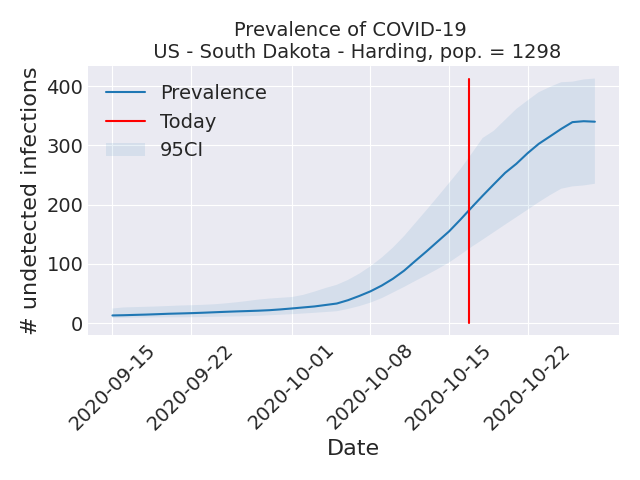 Prevalence of COVID-19
US - South Dakota - Harding, pop. = 1298
# undetected infections
400
300
200
100
0
Prevalence
Today
95CI
2020-09-15
2020-09-22
2020-10-01
2020-10-08
2020-10-15
2020-10-22
Date